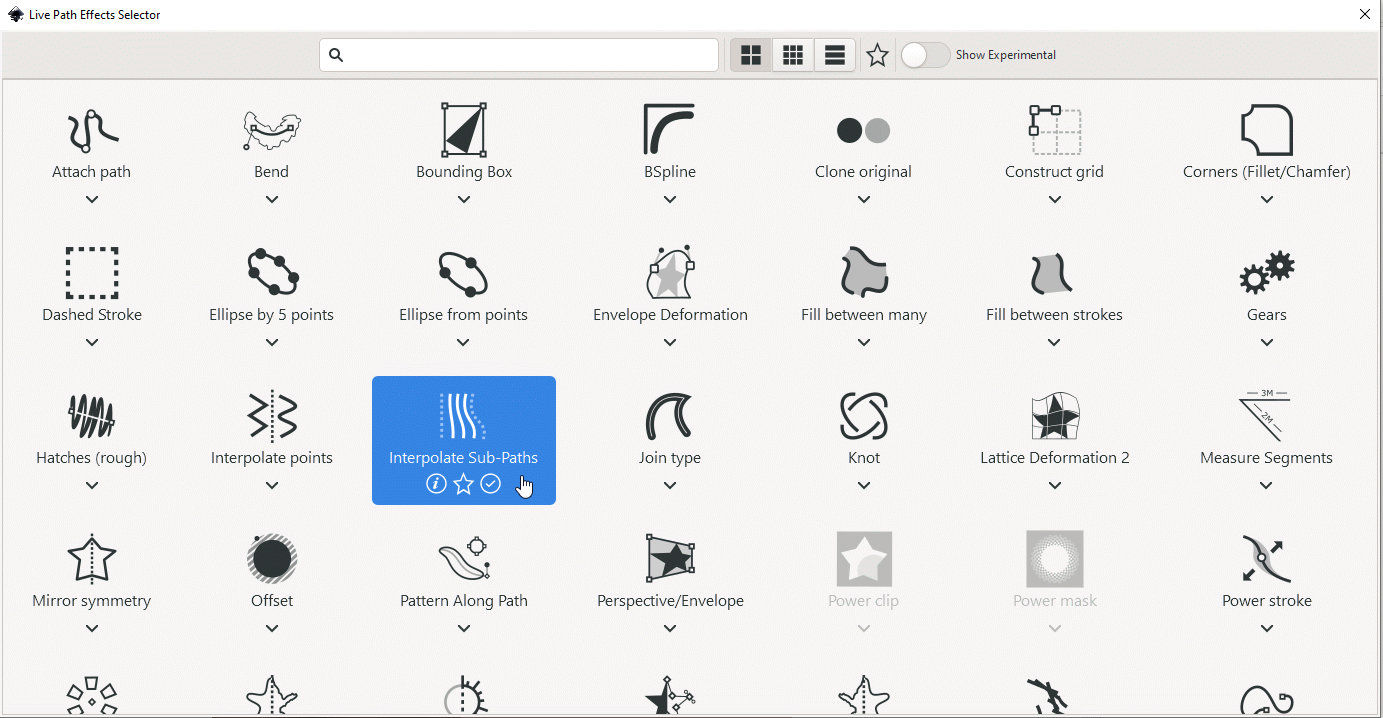 Live Path Effects Selector
Show Experimental
Attach path
Bend
Bounding Box
BSpline
Clone original
Construct grid
Corners (Fillet/Chamfer)
Dashed Stroke
Ellipse by 5 points
Ellipse from points
Envelope Deformation
Fill between many
Fill between strokes
Gears
3M
2M
Hatches (rough)
Interpolate points
Interpolate Sub-Paths
Join type
Knot
Lattice Deformation 2
Measure Segments
Mirror symmetry
Offset
Pattern Along Path
Perspective/Envelope
Power clip
Power mask
Power stroke